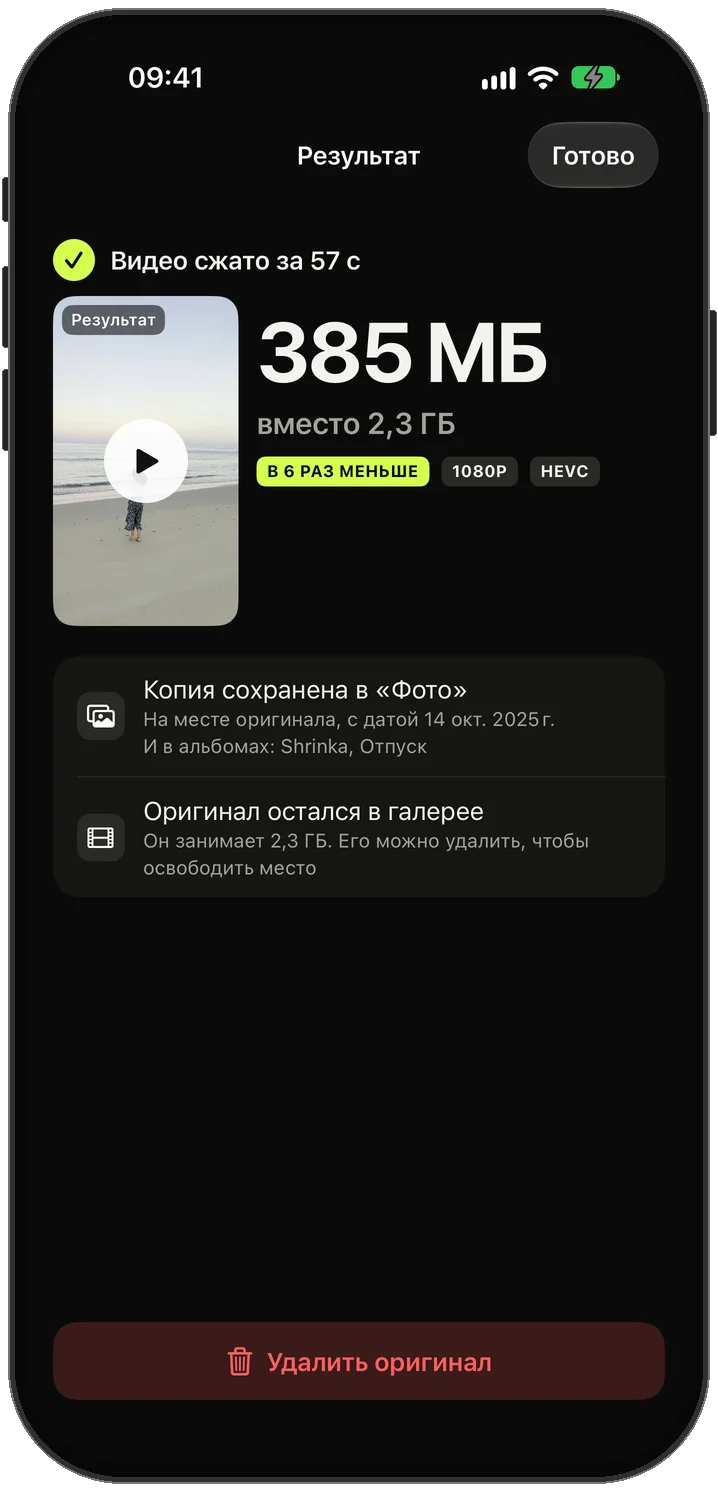 09:41
Результат
Готово
Видео сжато за 57 с
Результат
385 МБ
вместо 2,3 ГБ
В 6 РАЗ МЕНЬШЕ
1080P
HEVC
Копия сохранена в «Фото»
На месте оригинала, с датой 14 окт. 2025 г.
И в альбомах: Shrinka, Отпуск
Оригинал остался в галерее
Он занимает 2,3 ГБ. Его можно удалить, чтобы
освободить место
Удалить оригинал